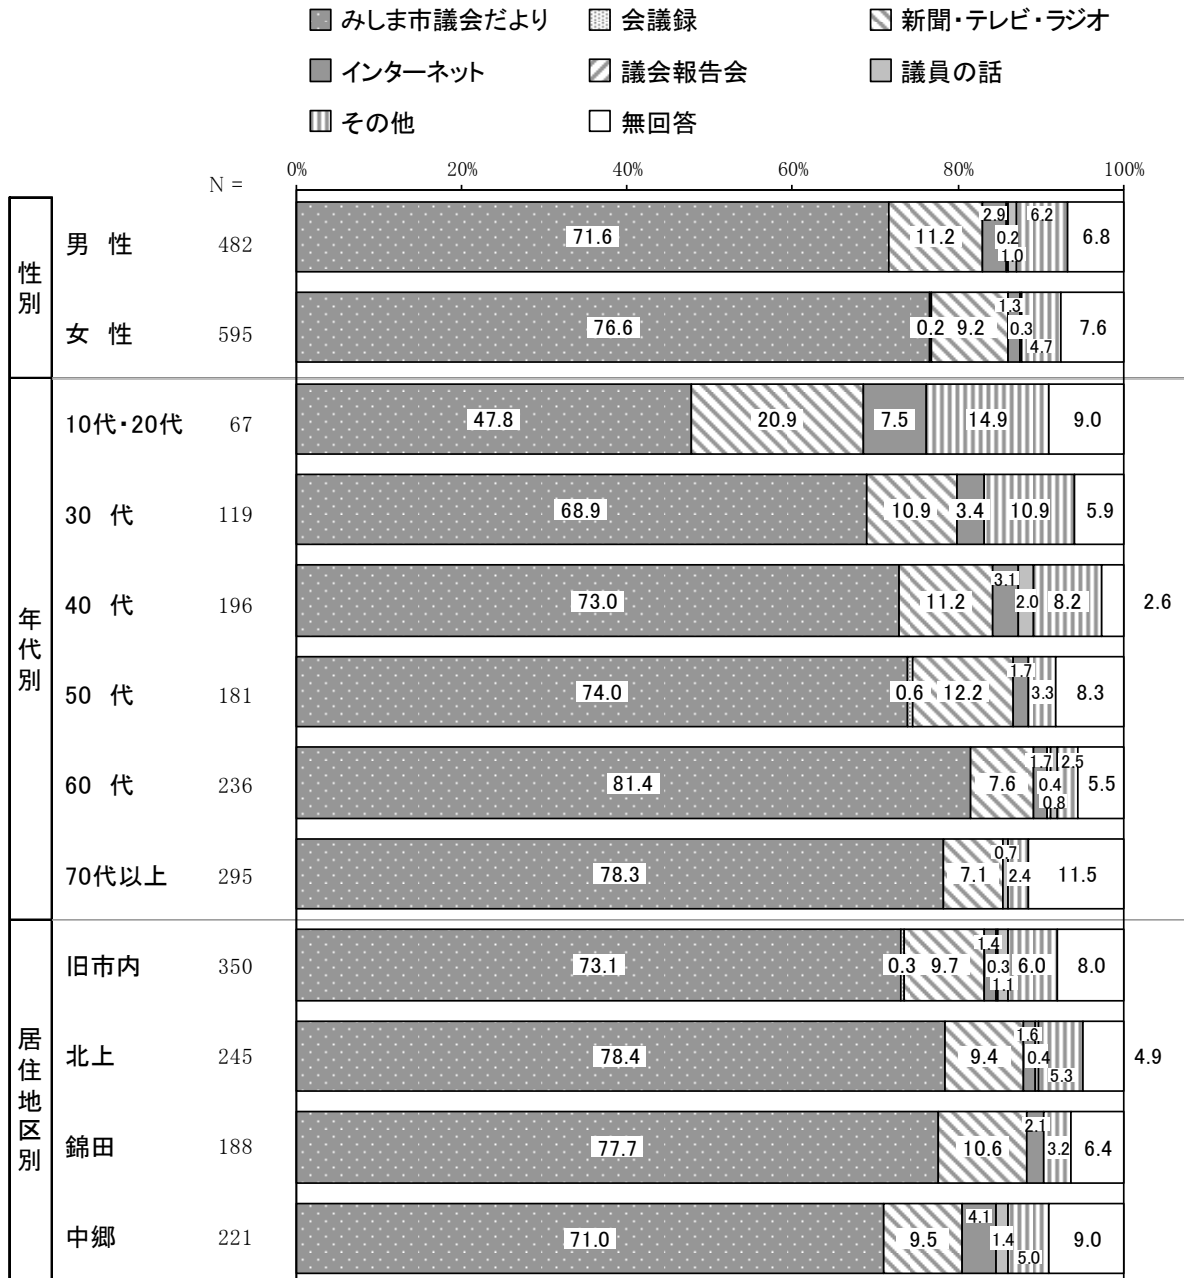 みしま市議会だより 会議録 新聞・テレビ・ラジオ
インターネット 議会報告会 議員の話
その他 無回答
0% 20% 40% 60% 80% 100%
N =
性別
男 性 482 71.6 11.2 2.9 0.2 1.0 6.2 6.8
女 性 595 76.6 0.2 9.2 1.3 0.3 4.7 7.6
年代別
10代・20代 67 47.8 20.9 7.5 14.9 9.0
30 代 119 68.9 10.9 3.4 10.9 5.9
40 代 196 73.0 11.2 3.1 2.0 8.2 2.6
50 代 181 74.0 0.6 12.2 1.7 3.3 8.3
60 代 236 81.4 7.6 1.7 0.4 0.8 2.5 5.5
70代以上 295 78.3 7.1 0.7 2.4 11.5
居住地区別
旧市内 350 73.1 0.3 9.7 1.4 0.3 1.1 6.0 8.0
北上 245 78.4 9.4 1.6 0.4 5.3 4.9
錦田 188 77.7 10.6 2.1 3.2 6.4
中郷 221 71.0 9.5 4.1 1.4 5.0 9.0